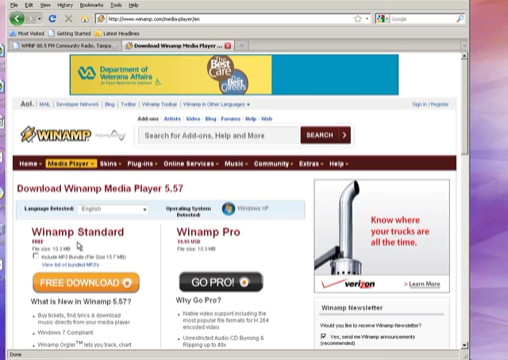 File Edit View History Bookmarks Tools Help
http://www.winamp.com/media-player/en
Google
Most Visited Getting Started Latest Headlines
WMNF 88.5 FM Community Radio, Tampa
Download Winamp Media Player ...
Department of
Veterans Affairs
The
Best
Care
Best
Careers
Aol. | MAIL | Developer Network | Blog | Twitter | Winamp Toolbar | Winamp in Other Languages
Sign In / Register
WINAMP
Add-ons Artists Video Blog Forums Help Web
Search for Add-ons, Help and More
SEARCH
Home Media Player Skins Plug-ins Online Services Music Community Extras Help
Download Winamp Media Player 5.57
Language Detected: English
Operating System
Detected:
Windows XP
Winamp Standard
FREE
File size: 10.3 MB
Include MP3 Bundle (File Size 15.7 MB)
View list of bundled MP3's
FREE DOWNLOAD
What is New in Winamp 5.57?
Buy tickets, find lyrics & download
music directly from your media player
Windows 7 Compliant
Winamp Orgler™ lets you track, chart
Winamp Pro
19.95 USD
File size: 10.3 MB
GO PRO!
Why Go Pro?
Native video support including the
most popular file formats for H.264
encoded video
Unrestricted Audio CD Burning &
Ripping up to 48x
Know where
your trucks are
all the time.
verizon
Learn More
Winamp Newsletter
Would you like to receive Winamp Newsletter?
Yes, send me Winamp announcements
(recommended)
Done